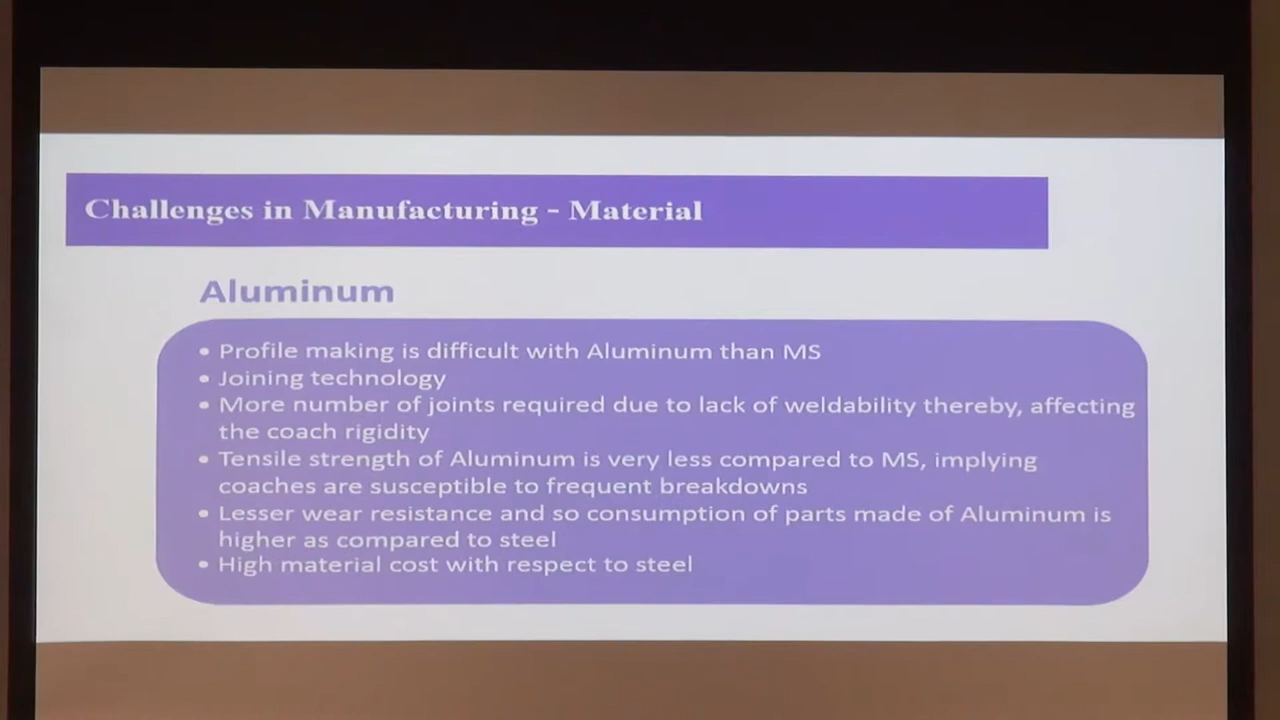 Challenges in Manufacturing - Material
Aluminum
• Profile making is difficult with Aluminum than MS
• Joining technology
• More number of joints required due to lack of weldability thereby, affecting
the coach rigidity
• Tensile strength of Aluminum is very less compared to MS, implying
coaches are susceptible to frequent breakdowns
• Lesser wear resistance and so consumption of parts made of Aluminum is
higher as compared to steel
• High material cost with respect to steel